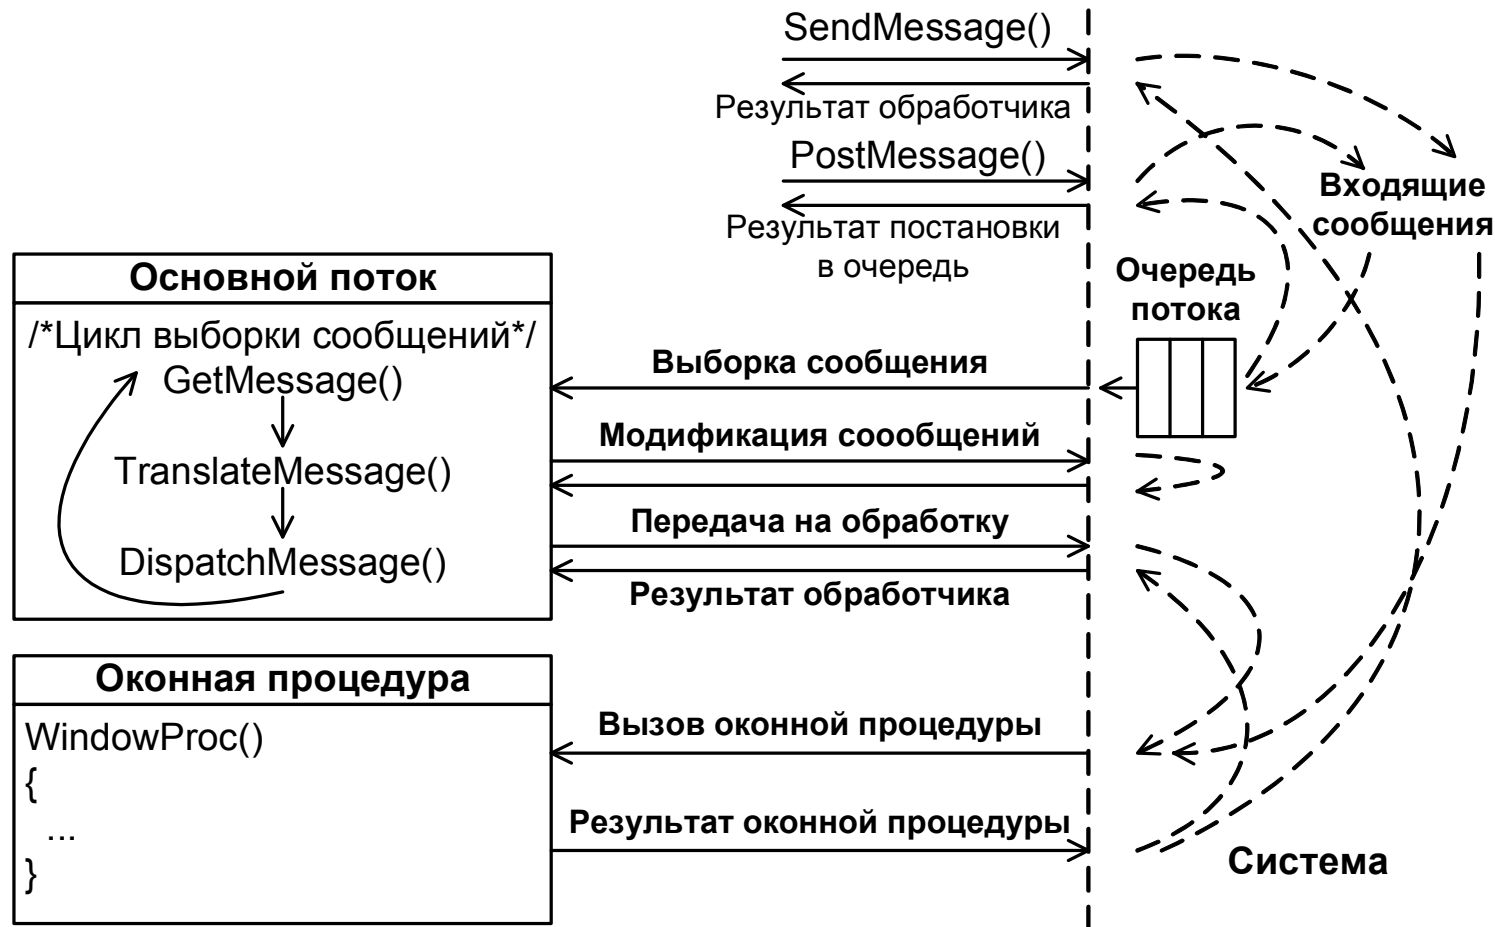 SendMessage()
Результат обработчика
PostMessage()
Результат постановки
в очередь
Входящие
сообщения
Очередь
потока
Основной поток
/*Цикл выборки сообщений*/
GetMessage()
TranslateMessage()
DispatchMessage()
Выборка сообщения
Модификация соообщений
Передача на обработку
Результат обработчика
Оконная процедура
WindowProc()
{
...
}
Вызов оконной процедуры
Результат оконной процедуры
Система